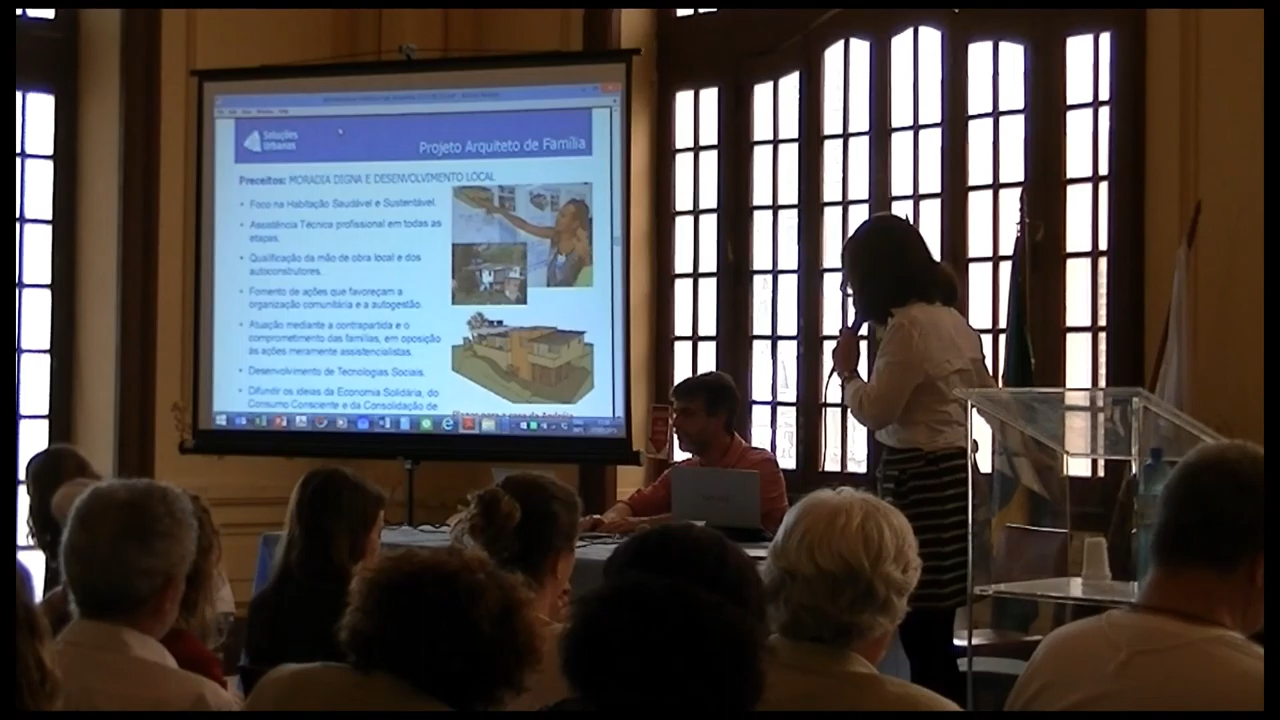 Soluções
Urbanas
Projeto Arquiteto de Família
Preceitos: MORADIA DIGNA E DESENVOLVIMENTO LOCAL
• Foco na Habitação Saudável e Sustentável.
• Assistência Técnica profissional em todas as
etapas.
• Qualificação da mão de obra local e dos
autoconstrutores.
• Fomento de ações que favoreçam a
organização comunitária e a autogestão.
• Atuação mediante a contrapartida e o
comprometimento das famílias, em oposição
às ações meramente assistencialistas.
• Desenvolvimento de Tecnologias Sociais.
• Difundir os ideias da Economia Solidária, do
Consumo Consciente e da Consolidação de